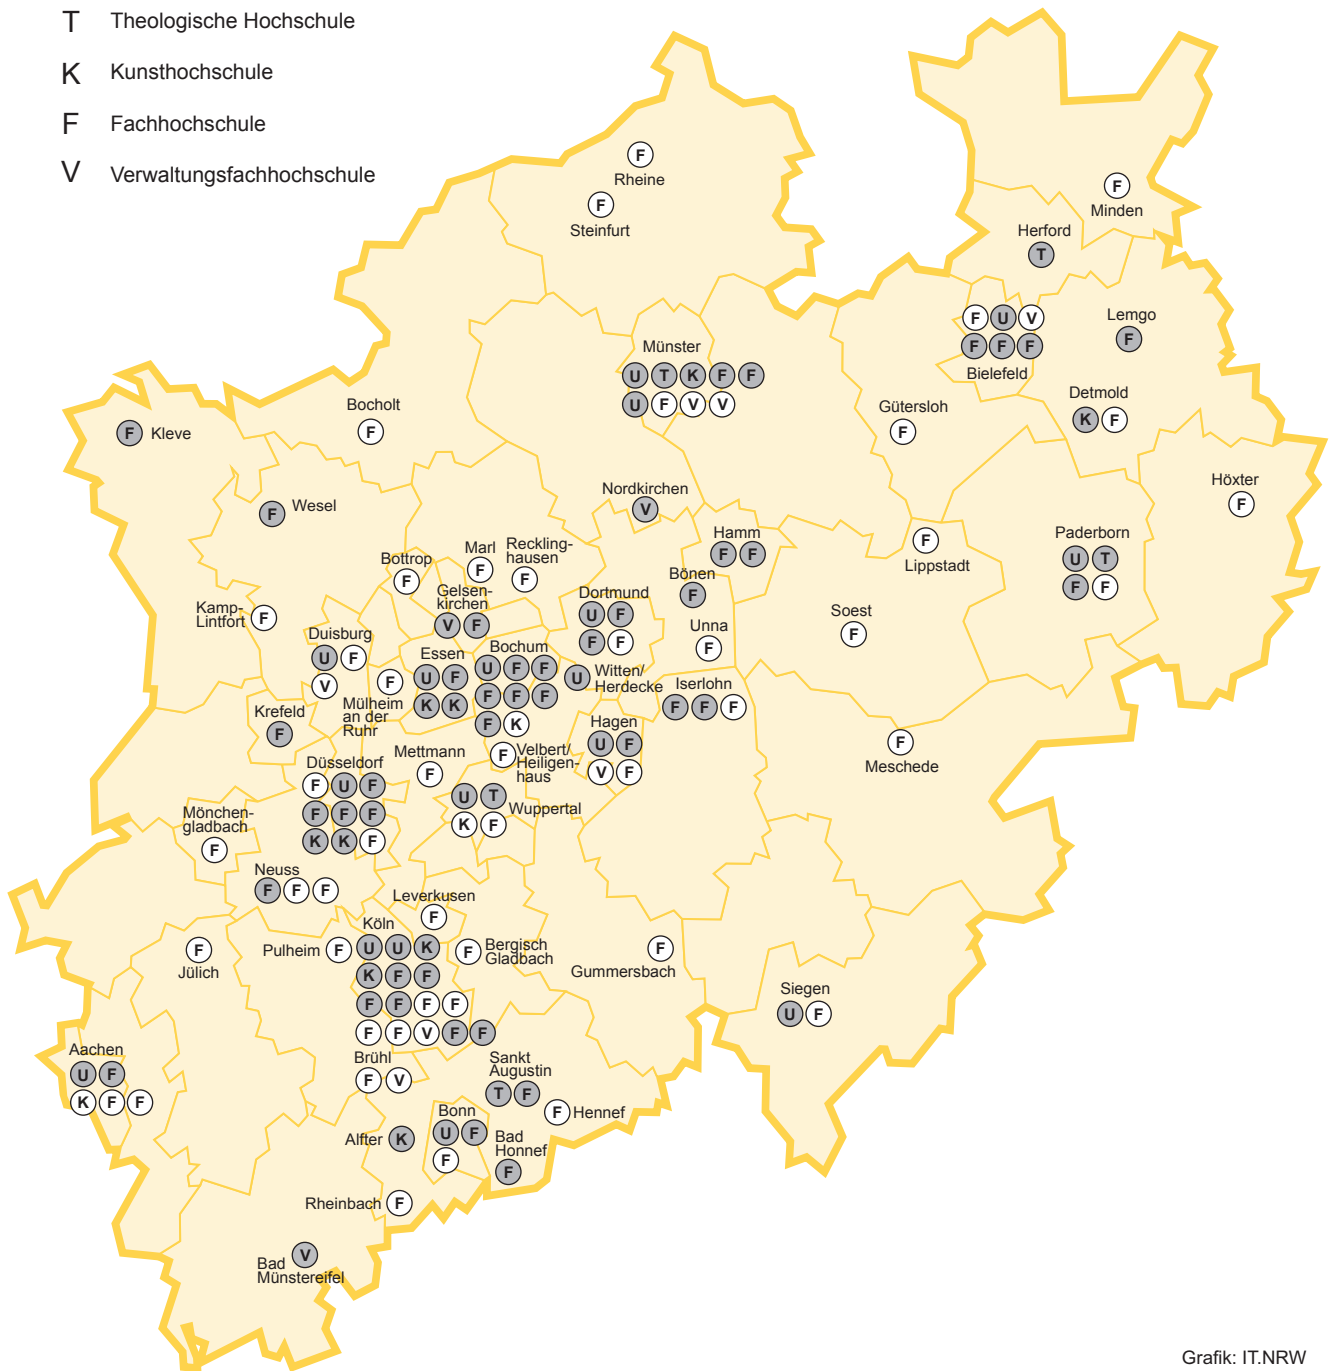 T Theologische Hochschule
K Kunsthochschule
F Fachhochschule
V Verwaltungsfachhochschule
F
Rheine
F
Steinfurt
F
Minden
Herford
T
F U V
F F F
Bielefeld
Lemgo
F
Münster
U T K F F
U F V V
Detmold
K F
Gütersloh
F
Bocholt
F
F Kleve
Höxter
F
F Wesel
Nordkirchen
V
Hamm
F F
F
Lippstadt
Paderborn
U T
F F
Bottrop
F
Marl
F
Reckling-
hausen
F
Gelsen-
kirchen
V F
Bönen
F
Dortmund
U F
F F
Kamp-
Lintfort
F
Soest
F
Unna
F
Duisburg
U F
V
Essen
U F
K K
Bochum
U F F
F F F
F K
U Witten/
Herdecke
F
Mülheim
an der
Ruhr
Iserlohn
F F F
Krefeld
F
Hagen
U F
V F
F
Meschede
F Velbert/
Heiligen-
haus
Mettmann
F
Düsseldorf
F U F
F F F
K K F
U T
K F
Wuppertal
Mönchen-
gladbach
F
Neuss
F F F
Leverkusen
F
Köln
U U K
K F F
F F F F
F F V F F
Pulheim F
F Bergisch
Gladbach
F
Jülich
F
Gummersbach
Siegen
U F
Aachen
U F
K F F
Brühl
F V
Sankt
Augustin
T F
F Hennef
Bonn
U F
F
Alfter K
Bad
Honnef
F
Rheinbach F
V
Bad
Münstereifel
Grafik: IT.NRW